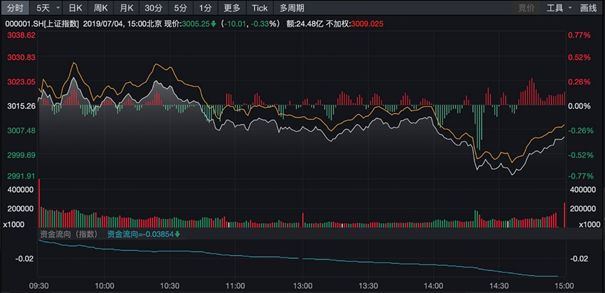 分时 5天 日K 周K 月K 30分 5分 1分 更多 Tick 多周期 竞价 工具 画线
000001.SH[上证指数] 2019/07/04, 15:00北京 现价:3005.25 (-10.01, -0.33%) 额:24.48亿 不加权:3009.025
3038.62 0.77%
3030.83 0.52%
3023.05 0.26%
3015.26 0.00%
3007.48 -0.26%
2999.69 -0.52%
2991.91 -0.77%
400000 400000
200000 200000
x1000 x1000
资金流向（指数） 资金流向=-0.03854
-0.02 -0.02
09:30 10:00 10:30 11:00 13:00 13:30 14:00 14:30 15:00